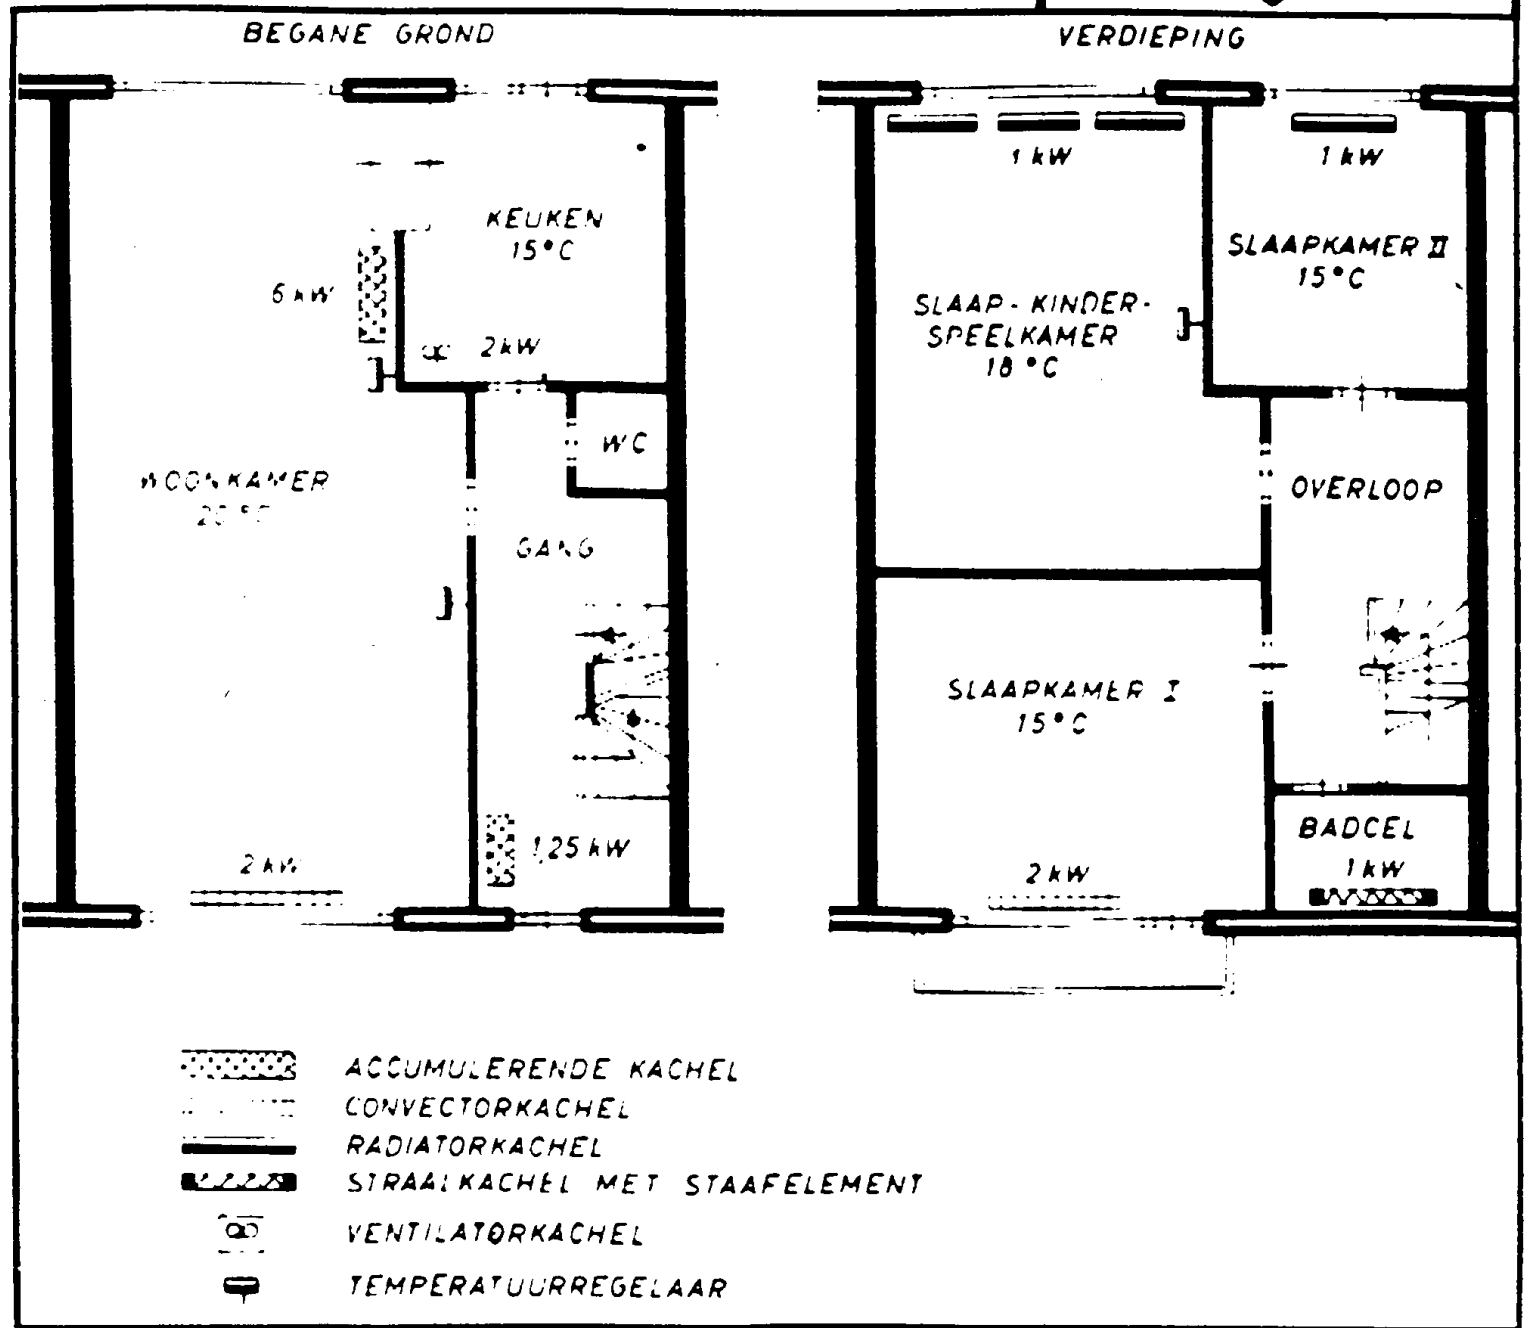 BEGANE GROND
KEUKEN
15°C
6 kW
2 kW
WC
WOONKAMER
GANG
1,25 kW
2 kW
VERDIEPING
1 kW
1 kW
SLAAPKAMER II
15°C
SLAAP-KINDER-
SPEELKAMER
18°C
OVERLOOP
SLAAPKAMER I
15°C
BADCEL
1 kW
2 kW
ACCUMULERENDE KACHEL
CONVECTORKACHEL
RADIATORKACHEL
STRAALKACHEL MET STAAFELEMENT
VENTILATORKACHEL
TEMPERATUURREGELAAR